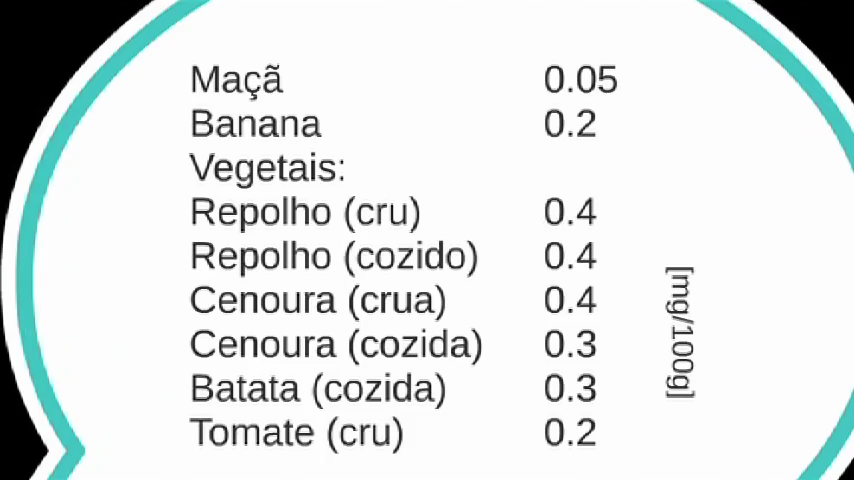 Maçã 0.05
Banana 0.2
Vegetais:
Repolho (cru) 0.4
Repolho (cozido) 0.4
Cenoura (crua) 0.4
Cenoura (cozida) 0.3
Batata (cozida) 0.3
Tomate (cru) 0.2
[mg/100g]